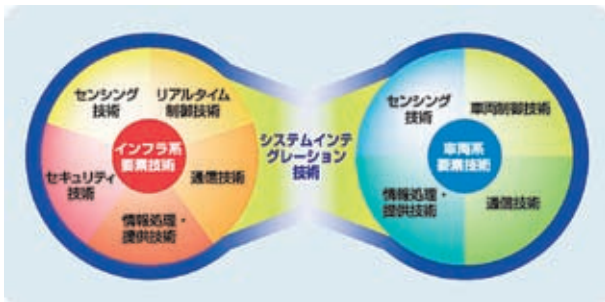 センシング
技術
リアルタイム
制御技術
インフラ系
要素技術
セキュリティ
技術
通信技術
情報処理・
提供技術
システムインテ
グレーション
技術
センシング
技術
車両制御技術
車両系
要素技術
情報処理・
提供技術
通信技術